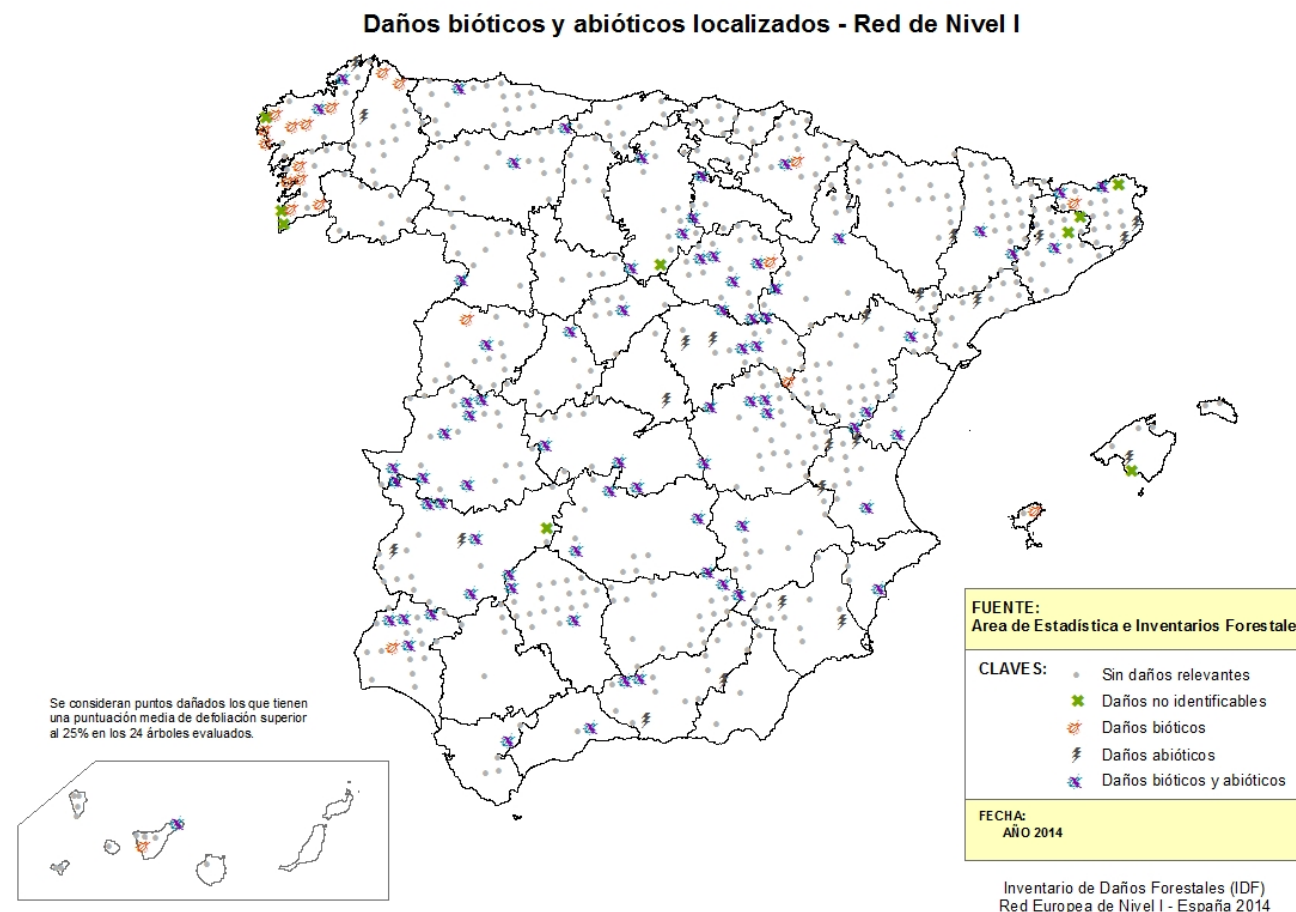 Daños bióticos y abióticos localizados - Red de Nivel I
FUENTE:
Area de Estadística e Inventarios Forestale
CLAVES:
Sin daños relevantes
Daños no identificables
Daños bióticos
Daños abióticos
Daños bióticos y abióticos
Se consideran puntos dañados los que tienen
una puntuación media de defoliación superior
al 25% en los 24 árboles evaluados.
FECHA:
AÑO 2014
Inventario de Daños Forestales (IDF)
Red Europea de Nivel I - España 2014